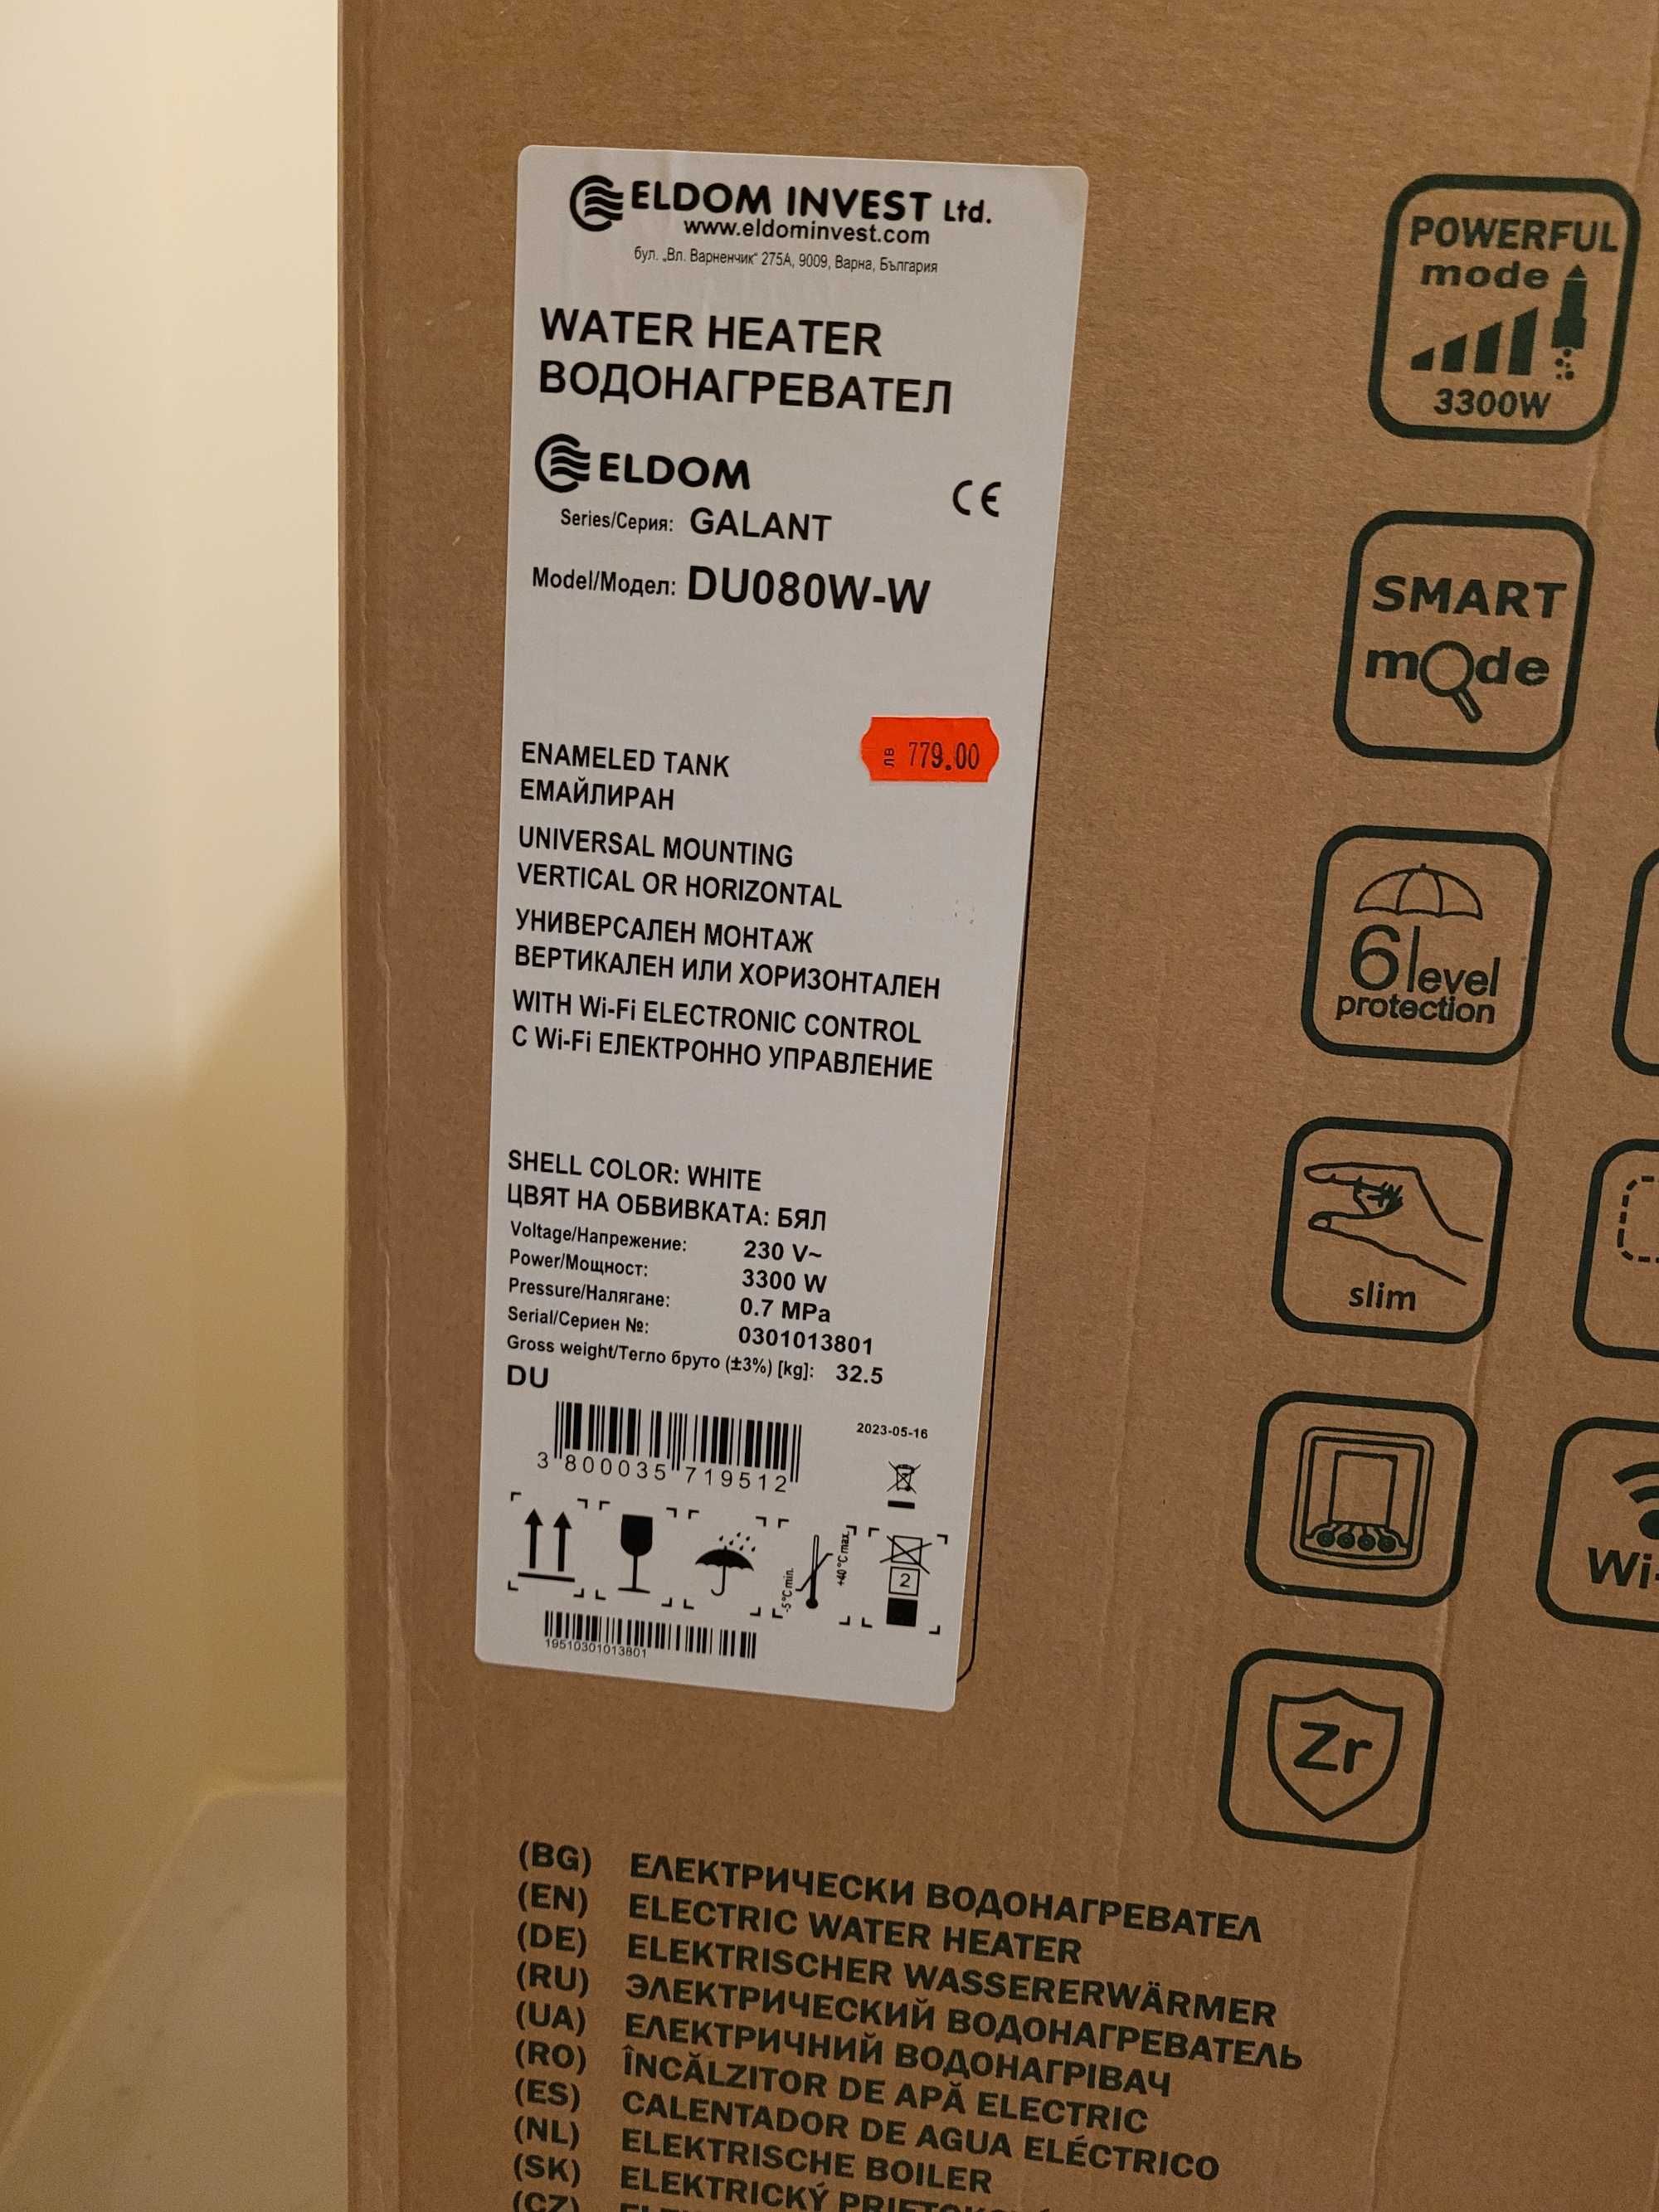 ELDOM INVEST Ltd.
www.eldominvest.com
бул. „Вл. Варненчик" 275А, 9009, Варна, България
WATER HEATER
ВОДОНАГРЕВАТЕЛ
ELDOM
CE
Series/Серия: GALANT
Model/Модел: DU080W-W
лв 779.00
ENAMELED TANK
ЕМАЙЛИРАН
UNIVERSAL MOUNTING
VERTICAL OR HORIZONTAL
УНИВЕРСАЛЕН МОНТАЖ
ВЕРТИКАЛЕН ИЛИ ХОРИЗОНТАЛЕН
WITH Wi-Fi ELECTRONIC CONTROL
С Wi-Fi ЕЛЕКТРОННО УПРАВЛЕНИЕ
SHELL COLOR: WHITE
ЦВЯТ НА ОБВИВКАТА: БЯЛ
Voltage/Напрежение: 230 V~
Power/Мощност: 3300 W
Pressure/Налягане: 0.7 MPa
Serial/Сериен №: 0301013801
Gross weight/Тегло бруто (±3%) [kg]: 32.5
DU
2023-05-16
3 800035 719512
-5 °C min.
+40 °C max.
2
19510301013801
POWERFUL
mode
3300W
SMART
mode
6 level
protection
slim
Wi-
Zr
(BG) ЕЛЕКТРИЧЕСКИ ВОДОНАГРЕВАТЕЛ
(EN) ELECTRIC WATER HEATER
(DE) ELEKTRISCHER WASSERERWÄRMER
(RU) ЭЛЕКТРИЧЕСКИЙ ВОДОНАГРЕВАТЕЛЬ
(UA) ЕЛЕКТРИЧНИЙ ВОДОНАГРІВАЧ
(RO) ÎNCĂLZITOR DE APĂ ELECTRIC
(ES) CALENTADOR DE AGUA ELÉCTRICO
(NL) ELEKTRISCHE BOILER
(SK) ELEKTRICKÝ
(CZ)